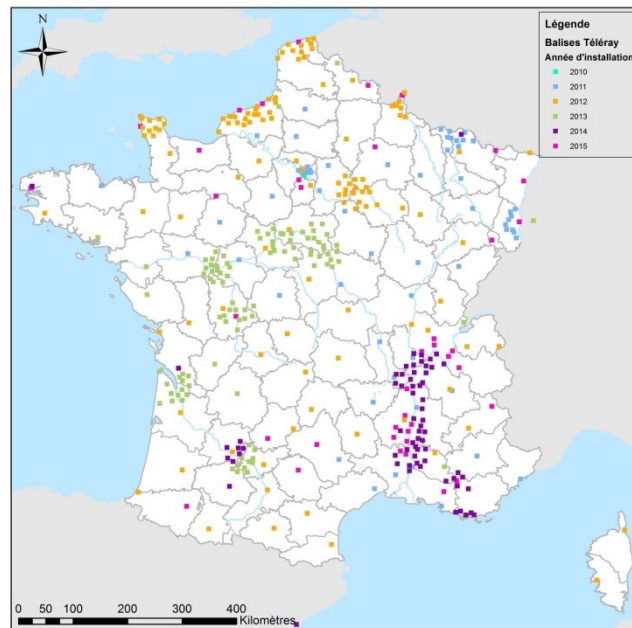 N
Légende
Balises Téléray
Année d'installation
2010
2011
2012
2013
2014
2015
0 50 100 200 300 400
Kilomètres